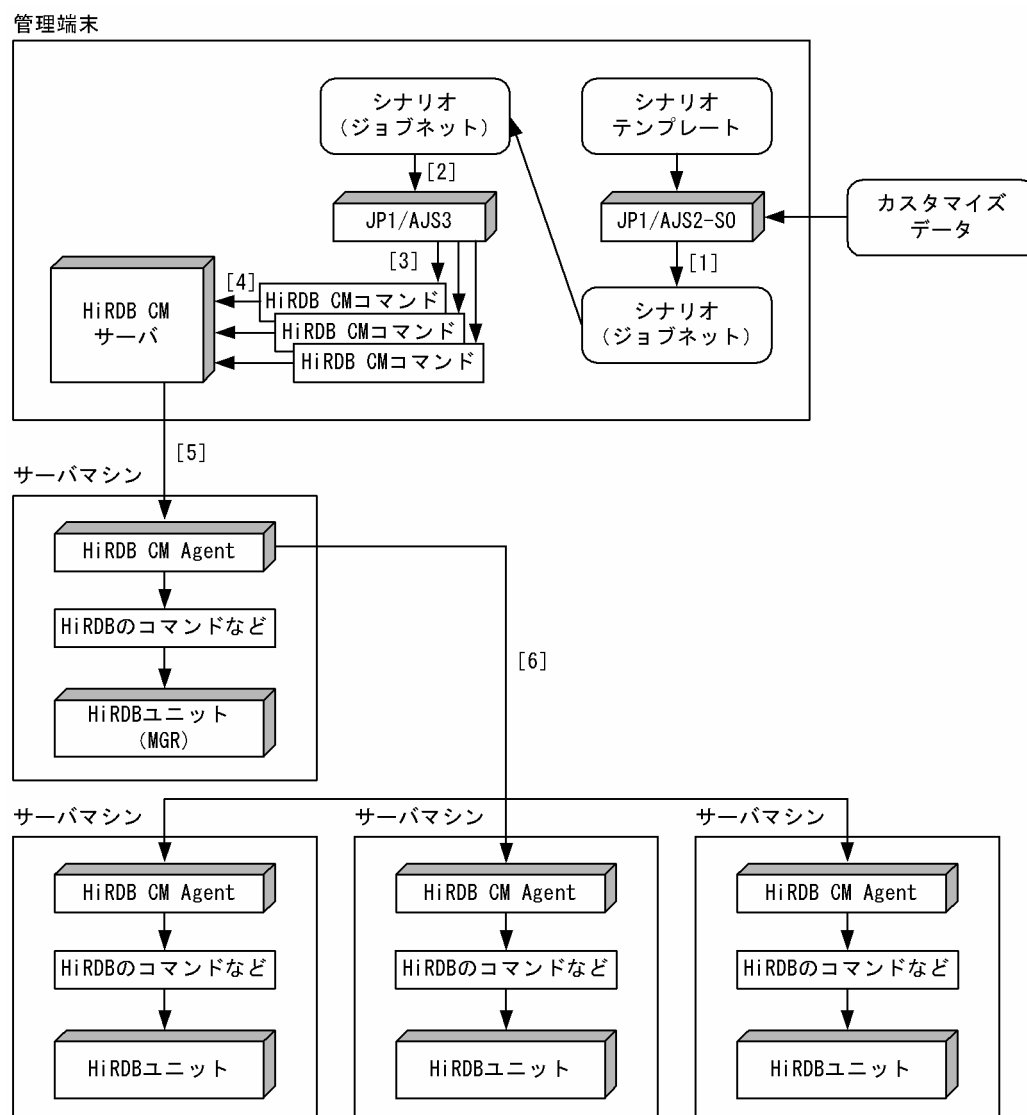 管理端末
シナリオ
(ジョブネット)
シナリオ
テンプレート
[2]
JP1/AJS3
JP1/AJS2-SO
カスタマイズ
データ
[3]
[1]
[4]
HiRDB CM
サーバ
HiRDB CMコマンド
HiRDB CMコマンド
HiRDB CMコマンド
シナリオ
(ジョブネット)
[5]
サーバマシン
HiRDB CM Agent
HiRDBのコマンドなど
HiRDBユニット
(MGR)
[6]
サーバマシン
サーバマシン
サーバマシン
HiRDB CM Agent
HiRDB CM Agent
HiRDB CM Agent
HiRDBのコマンドなど
HiRDBのコマンドなど
HiRDBのコマンドなど
HiRDBユニット
HiRDBユニット
HiRDBユニット